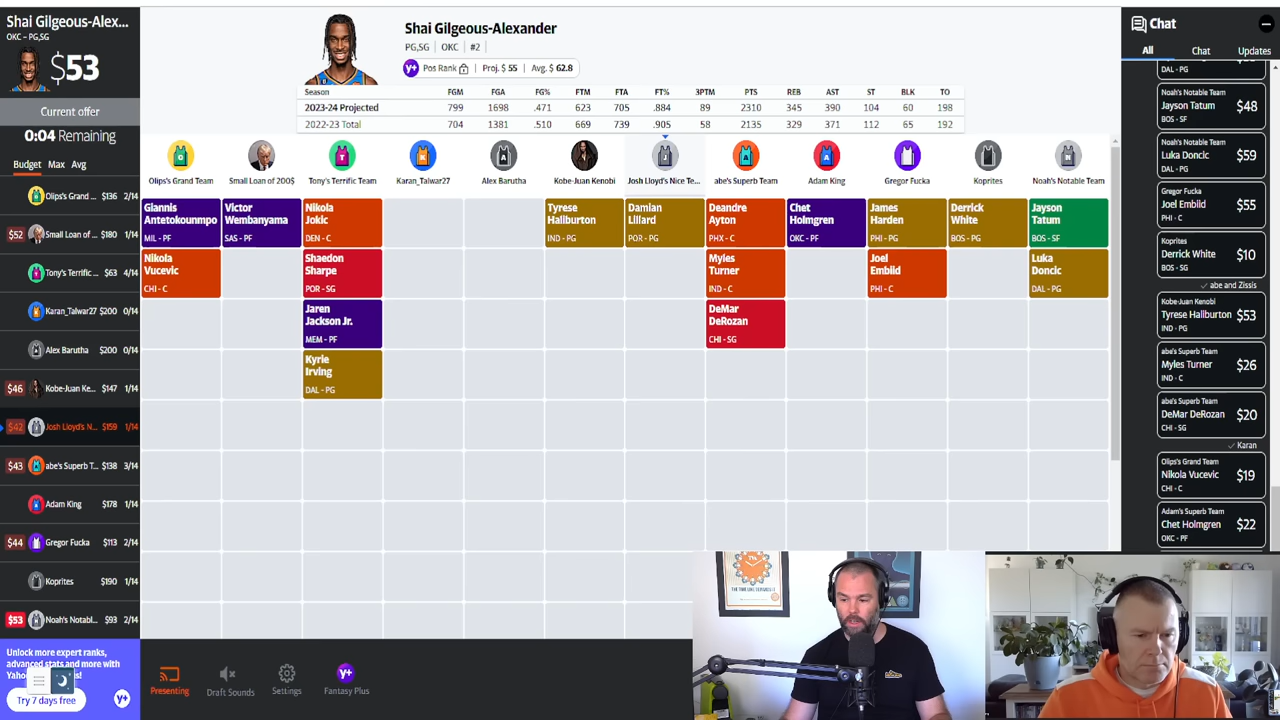 Shai Gilgeous-Alex...
OKC – PG,SG
$53
Current offer
0:04 Remaining
Budget Max Avg
Olips's Grand ... $136 2/14
$52 Small Loan of ... $180 1/14
Tony's Terrific ... $63 4/14
Karan_Talwar27 $200 0/14
Alex Barutha $200 0/14
$46 Kobe-Juan Ke... $147 1/14
$42 Josh Lloyd's N... $159 1/14
$43 abe's Superb T... $138 3/14
Adam King $178 1/14
$44 Gregor Fucka $113 2/14
Koprites $190 1/14
$53 Noah's Notabl... $93 2/14
Unlock more expert ranks,
advanced stats and more with
Yahoo
Try 7 days free
y+
Shai Gilgeous-Alexander
PG,SG OKC #2
y+ Pos Rank Proj. $ 55 Avg. $ 62.8
Season FGM FGA FG% FTM FTA FT% 3PTM PTS REB AST ST BLK TO
2023-24 Projected 799 1698 .471 623 705 .884 89 2310 345 390 104 60 198
2022-23 Total 704 1381 .510 669 739 .905 58 2135 329 371 112 65 192
Olips's Grand Team Small Loan of 200$ Tony's Terrific Team Karan_Talwar27 Alex Barutha Kobe-Juan Kenobi Josh Lloyd's Nice Te... abe's Superb Team Adam King Gregor Fucka Koprites Noah's Notable Team
Giannis Victor Nikola Tyrese Damian Deandre Chet James Derrick Jayson
Antetokounmpo Wembanyama Jokic Haliburton Lillard Ayton Holmgren Harden White Tatum
MIL – PF SAS – PF DEN – C IND – PG POR – PG PHX – C OKC – PF PHI – PG BOS – PG BOS – SF
Nikola Shaedon Myles Joel Luka
Vucevic Sharpe Turner Embiid Doncic
CHI – C POR – SG IND – C PHI – C DAL – PG
Jaren DeMar
Jackson Jr. DeRozan
MEM – PF CHI – SG
Kyrie
Irving
DAL – PG
Presenting
Draft Sounds
Settings
y+
Fantasy Plus
Chat
All Chat Updates
DAL - PG
Noah's Notable Team
Jayson Tatum $48
BOS - SF
Noah's Notable Team
Luka Doncic $59
DAL - PG
Gregor Fucka
Joel Embiid $55
PHI - C
Koprites
Derrick White $10
BOS - SG
abe and Zissis
Kobe-Juan Kenobi
Tyrese Haliburton $53
IND - PG
abe's Superb Team
Myles Turner $26
IND - C
abe's Superb Team
DeMar DeRozan $20
CHI - SG
Karan
Olips's Grand Team
Nikola Vucevic $19
CHI - C
Adam's Superb Team
Chet Holmgren $22
OKC - PF